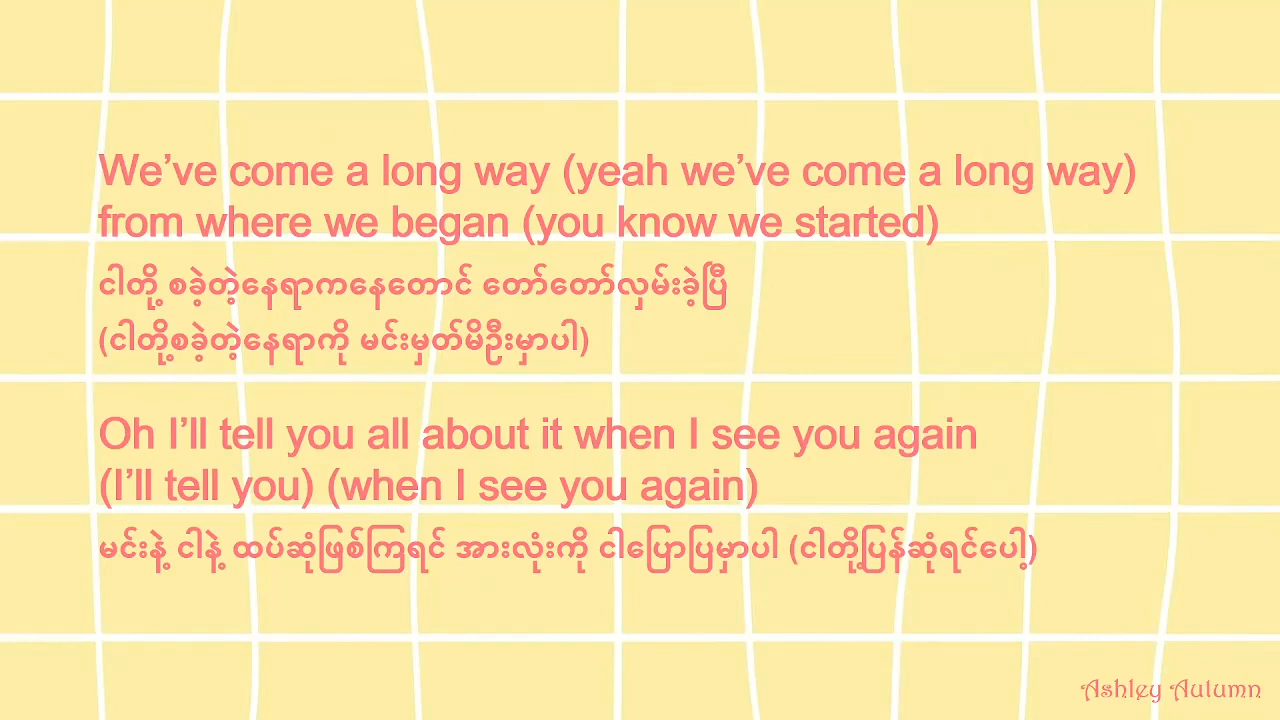 We’ve come a long way (yeah we’ve come a long way)
from where we began (you know we started)
ငါတို့ စခဲ့တဲ့နေရာကနေတောင် တော်တော်လှမ်းခဲ့ပြီ
(ငါတို့စခဲ့တဲ့နေရာကို မင်းမှတ်မိဦးမှာပါ)
Oh I’ll tell you all about it when I see you again
(I’ll tell you) (when I see you again)
မင်းနဲ့ ငါနဲ့ ထပ်ဆုံဖြစ်ကြရင် အားလုံးကို ငါပြောပြမှာပါ (ငါတို့ပြန်ဆုံရင်ပေါ့)
Ashley Autumn